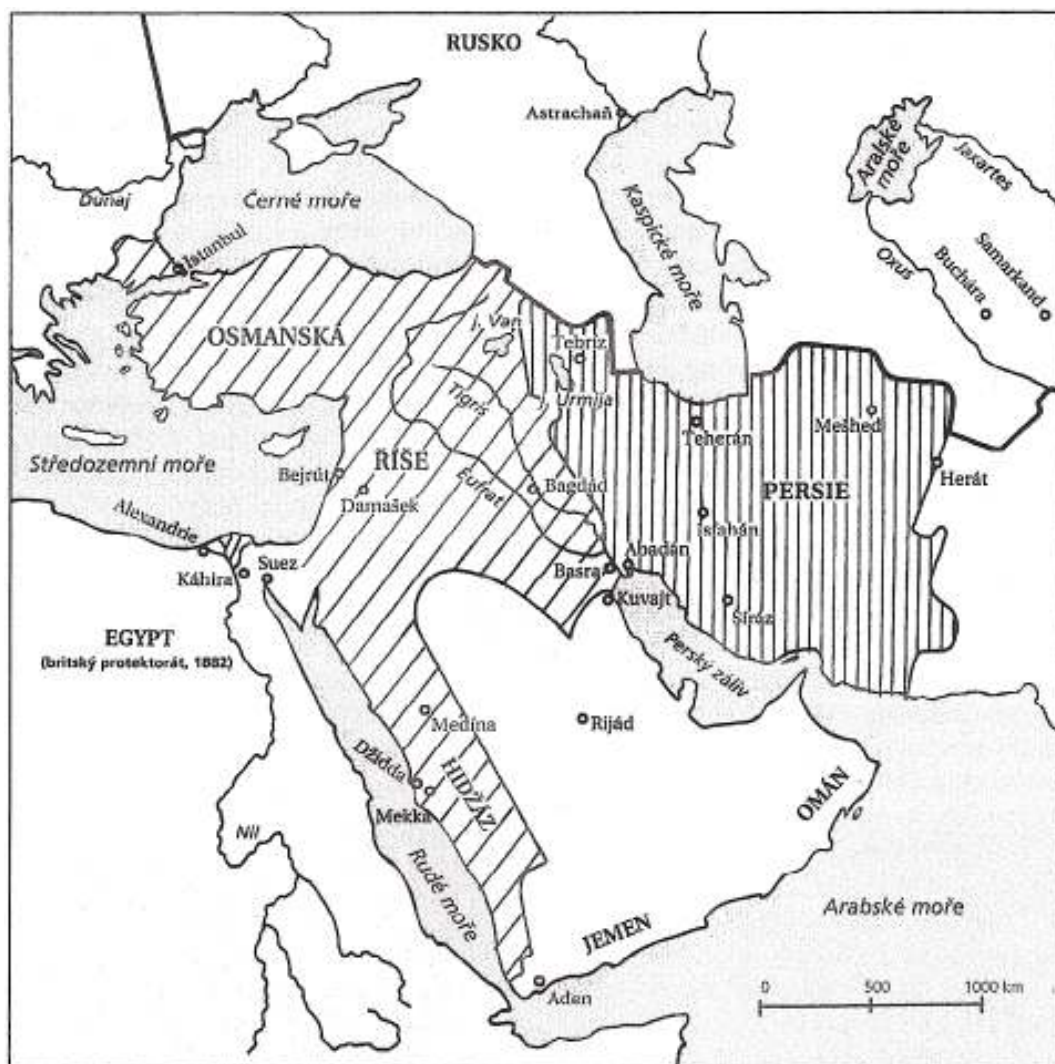 RUSKO
Astrachaň
Aralské
moře
Jaxartes
Dunaj
Černé moře
Kaspické moře
Oxus
Buchára
Samarkand
Istanbul
OSMANSKÁ
Van
Tebríz
Urmija
Tigris
Teherán
Mešhed
Středozemní moře
Bejrút
ŘÍŠE
Eufrat
Bagdád
PERSIE
Herát
Damašek
Alexandrie
Isfahán
Abadán
Káhira
Suez
Basra
Kuvajt
Šíráz
EGYPT
(britský protektorát, 1882)
Perský záliv
Medína
Rijád
Džidda
HIDŽÁZ
Mekka
OMÁN
Nil
Rudé moře
Arabské moře
JEMEN
Aden
0 500 1000 km